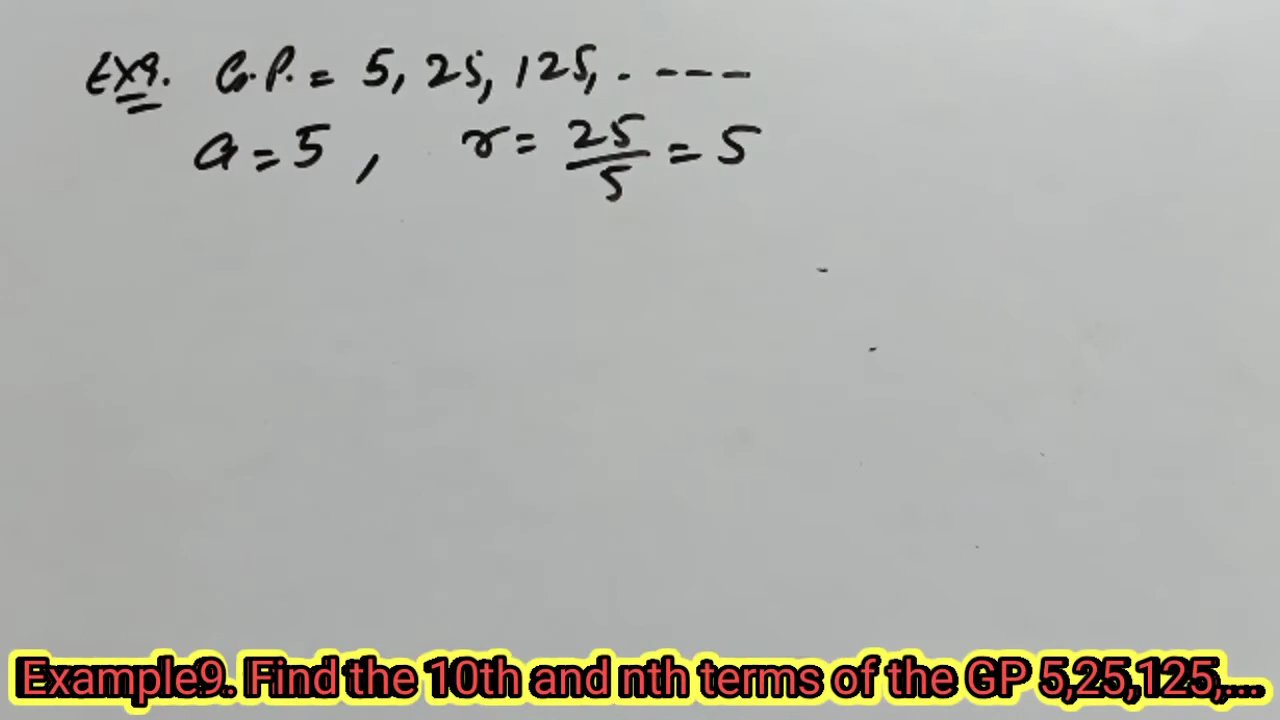 Ex9. G.P. = 5, 25, 125, . - - - -
a = 5 , r = 25/5 = 5
Example9. Find the 10th and nth terms of the GP 5,25,125,....